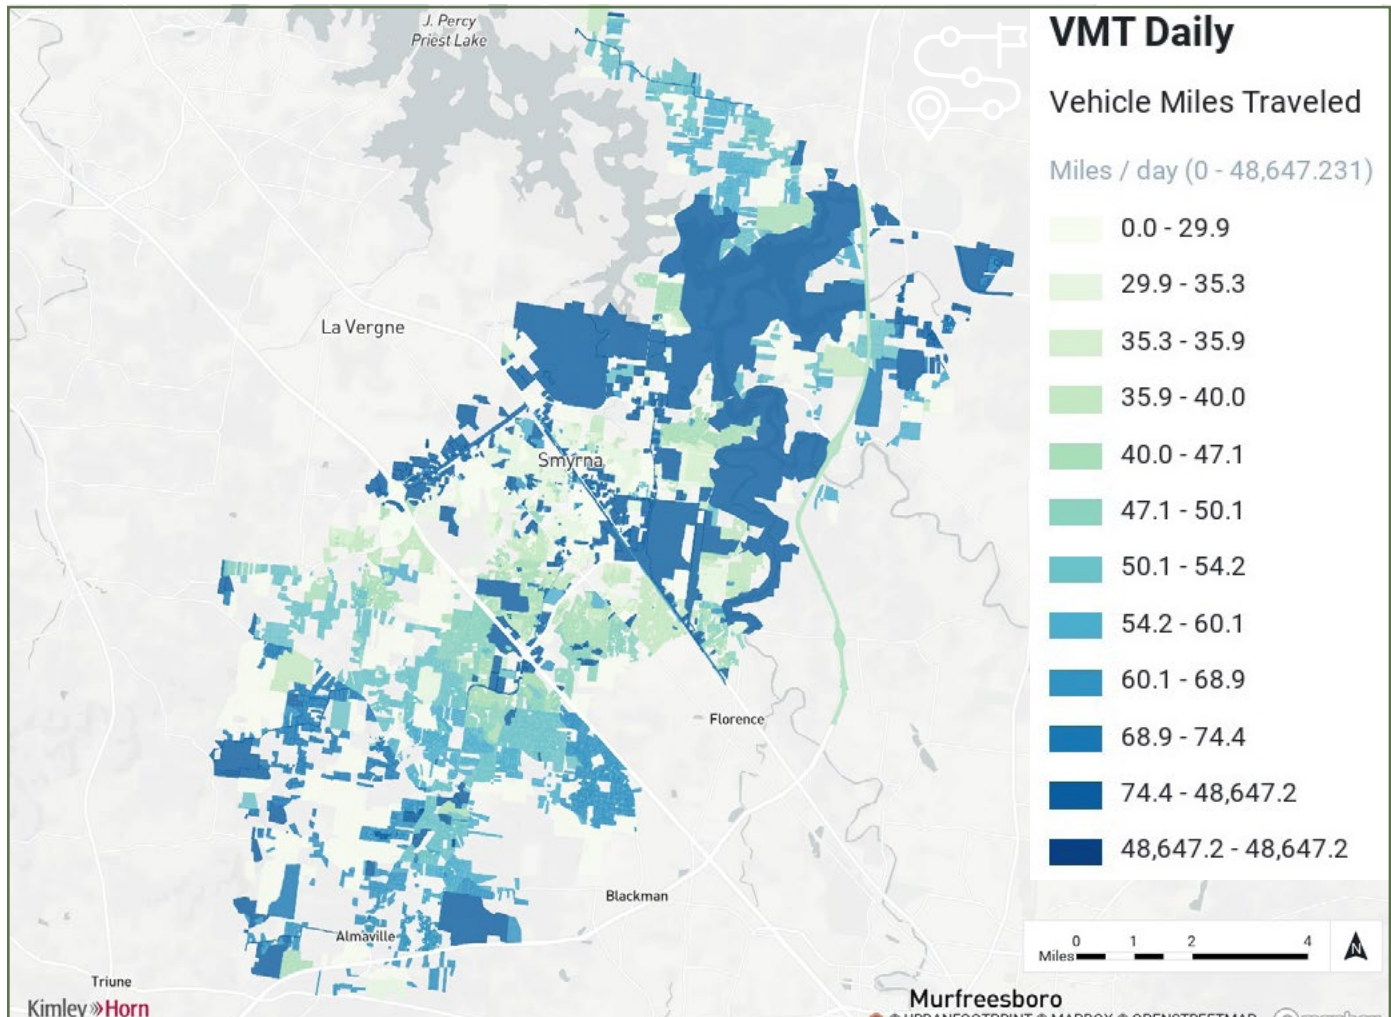 J. Percy
Priest Lake
La Vergne
Smyrna
Florence
Blackman
Almaville
Triune
Murfreesboro
VMT Daily
Vehicle Miles Traveled
Miles / day (0 - 48,647.231)
0.0 - 29.9
29.9 - 35.3
35.3 - 35.9
35.9 - 40.0
40.0 - 47.1
47.1 - 50.1
50.1 - 54.2
54.2 - 60.1
60.1 - 68.9
68.9 - 74.4
74.4 - 48,647.2
48,647.2 - 48,647.2
0 1 2 4
Miles
N
Kimley»Horn
© URBANFOOTPRINT © MAPBOX © OPENSTREETMAP